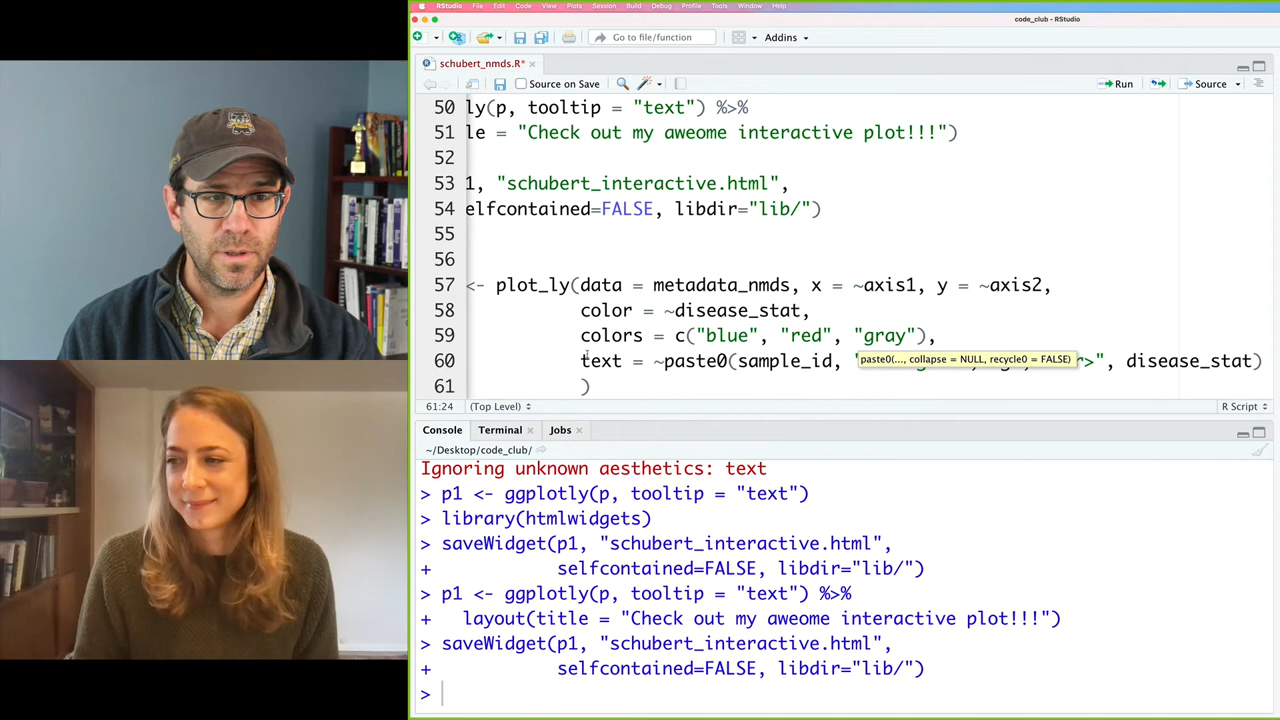 RStudio File Edit Code View Plots Session Build Debug Profile Tools Window Help
code_club - RStudio
Go to file/function
Addins
schubert_nmds.R*
Source on Save
Run
Source
50 ly(p, tooltip = "text") %>%
51 le = "Check out my aweome interactive plot!!!")
52
53 1, "schubert_interactive.html",
54 elfcontained=FALSE, libdir="lib/")
55
56
57 <- plot_ly(data = metadata_nmds, x = ~axis1, y = ~axis2,
58 color = ~disease_stat,
59 colors = c("blue", "red", "gray"),
60 text = ~paste0(sample_id, r>", disease_stat)
paste0(..., collapse = NULL, recycle0 = FALSE)
61 )
61:24 (Top Level) R Script
Console Terminal Jobs
~/Desktop/code_club/
Ignoring unknown aesthetics: text
> p1 <- ggplotly(p, tooltip = "text")
> library(htmlwidgets)
> saveWidget(p1, "schubert_interactive.html",
+ selfcontained=FALSE, libdir="lib/")
> p1 <- ggplotly(p, tooltip = "text") %>%
+ layout(title = "Check out my aweome interactive plot!!!")
> saveWidget(p1, "schubert_interactive.html",
+ selfcontained=FALSE, libdir="lib/")
>